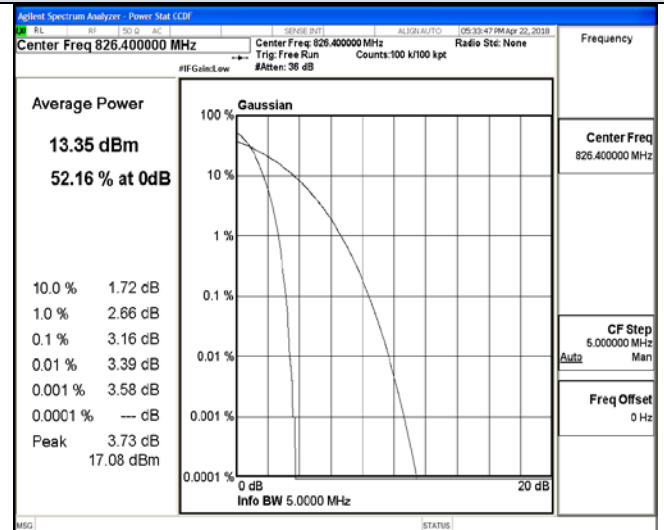 Agilent Spectrum Analyzer - Power Stat CCDF
RL RF 50 Ω AC SENSE:INT ALIGN AUTO 05:33:47 PM Apr 22, 2018
Center Freq 826.400000 MHz
Center Freq: 826.400000 MHz
Radio Std: None
Trig: Free Run Counts:100 k/100 kpt
#IFGain:Low
#Atten: 36 dB
Frequency
Average Power
13.35 dBm
52.16 % at 0dB
10.0 % 1.72 dB
1.0 % 2.66 dB
0.1 % 3.16 dB
0.01 % 3.39 dB
0.001 % 3.58 dB
0.0001 % --- dB
Peak 3.73 dB
17.08 dBm
Gaussian
100 %
10 %
1 %
0.1 %
0.01 %
0.001 %
0.0001 %
0 dB 20 dB
Info BW 5.0000 MHz
Center Freq
826.400000 MHz
CF Step
5.000000 MHz
Auto Man
Freq Offset
0 Hz
MSG STATUS